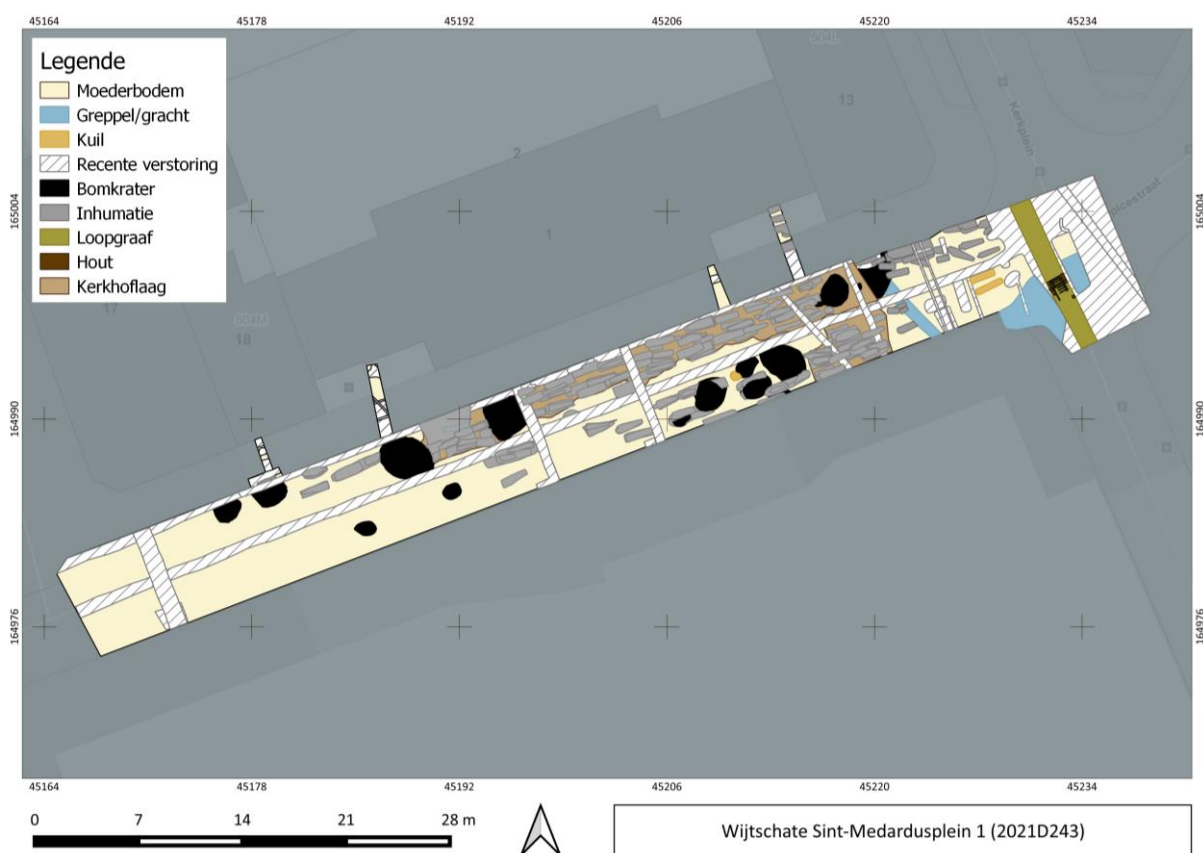 45164 45178 45192 45206 45220 45234
Legende
Moederbodem
Greppel/gracht
Kuil
Recente verstoring
Bomkrater
Inhumatie
Loopgraaf
Hout
Kerkhoflaag
604L
13
Kerkplein
2
165004 165004
1
17
604M
18
164990 164990
164976 164976
45164 45178 45192 45206 45220 45234
0 7 14 21 28 m
Wijtschate Sint-Medardusplein 1 (2021D243)